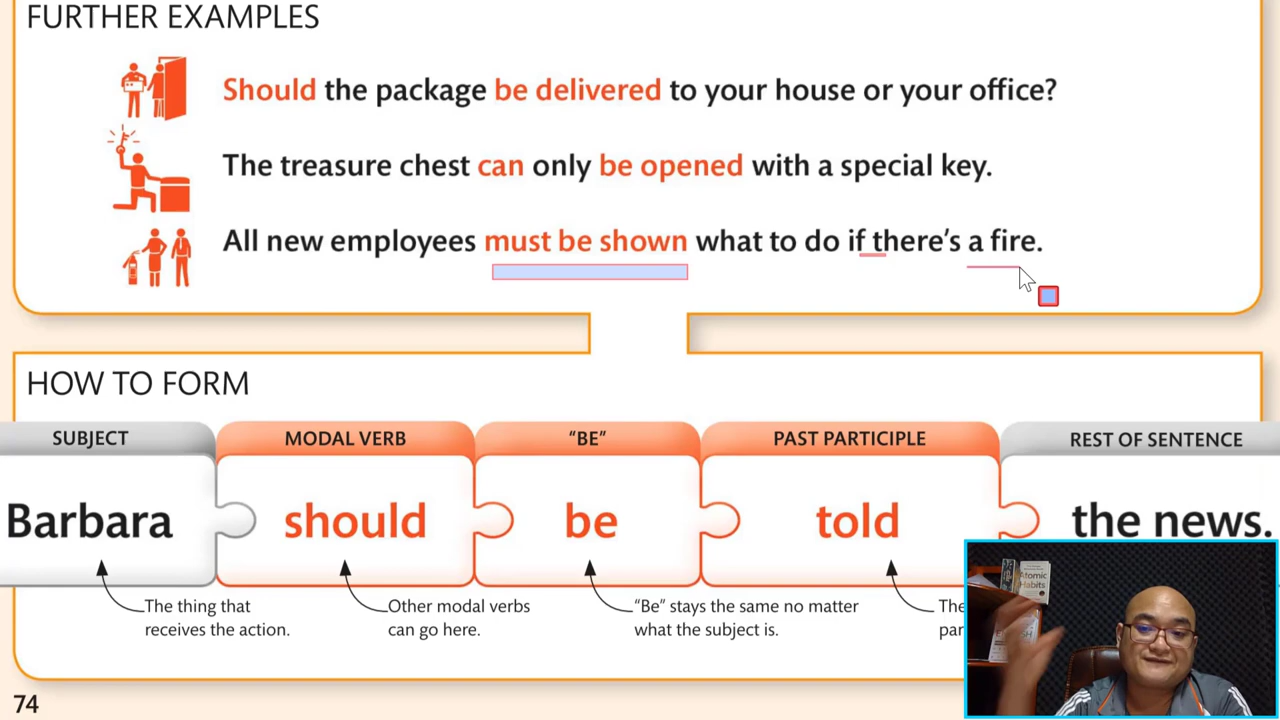 FURTHER EXAMPLES
Should the package be delivered to your house or your office?
The treasure chest can only be opened with a special key.
All new employees must be shown what to do if there's a fire.
HOW TO FORM
SUBJECT
MODAL VERB
“BE”
PAST PARTICIPLE
REST OF SENTENCE
Barbara should be told the news.
The thing that
receives the action.
Other modal verbs
can go here.
“Be” stays the same no matter
what the subject is.
The
par
Atomic
Habits
74